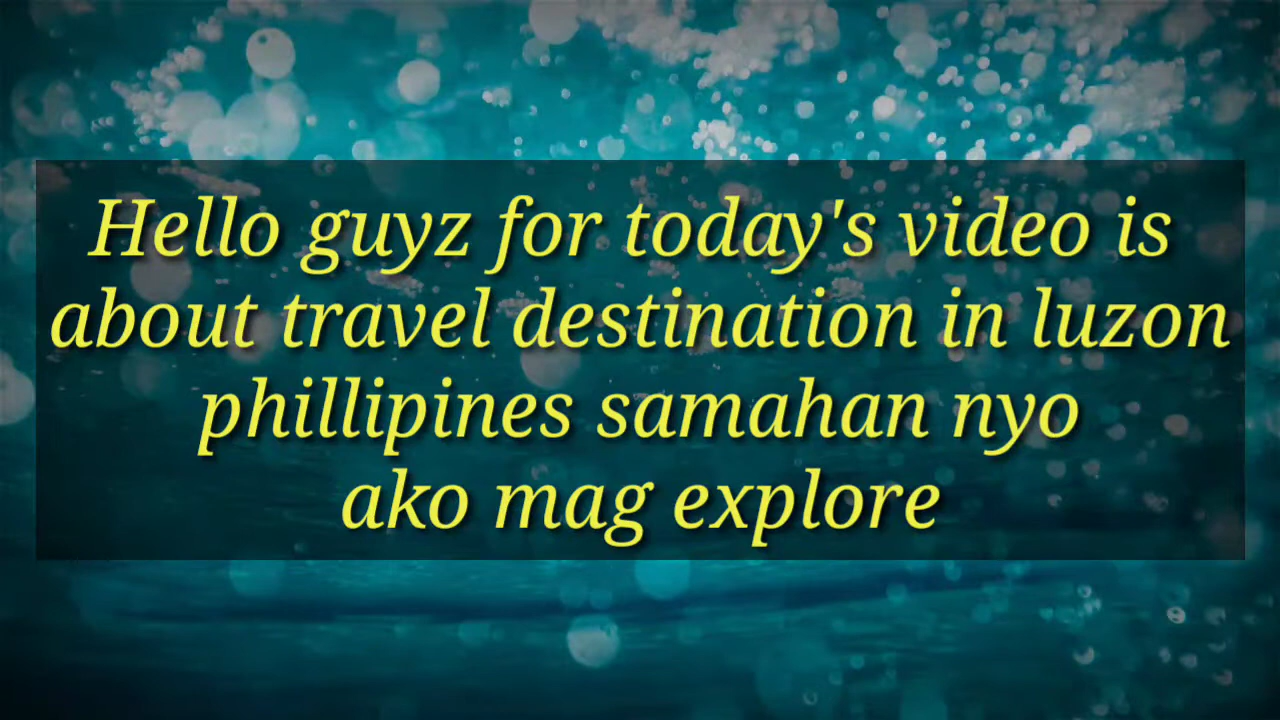 Hello guyz for today's video is
about travel destination in luzon
phillipines samahan nyo
ako mag explore